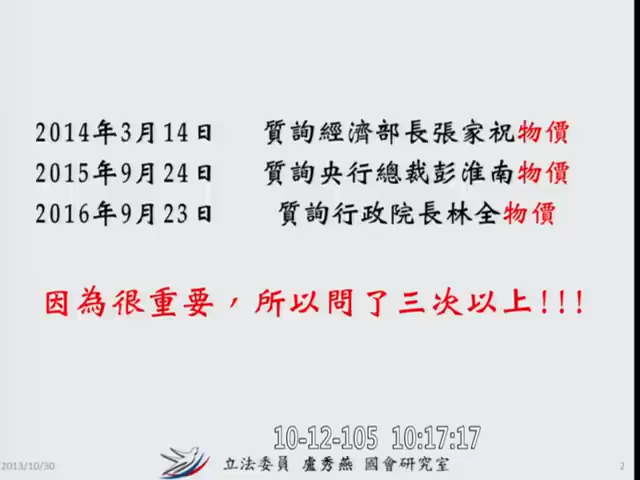 2014年3月14日 質詢經濟部長張家祝物價
2015年9月24日 質詢央行總裁彭淮南物價
2016年9月23日 質詢行政院長林全物價
因為很重要，所以問了三次以上!!!
10-12-105 10:17:17
2013/10/30 立法委員 盧秀燕 國會研究室 2